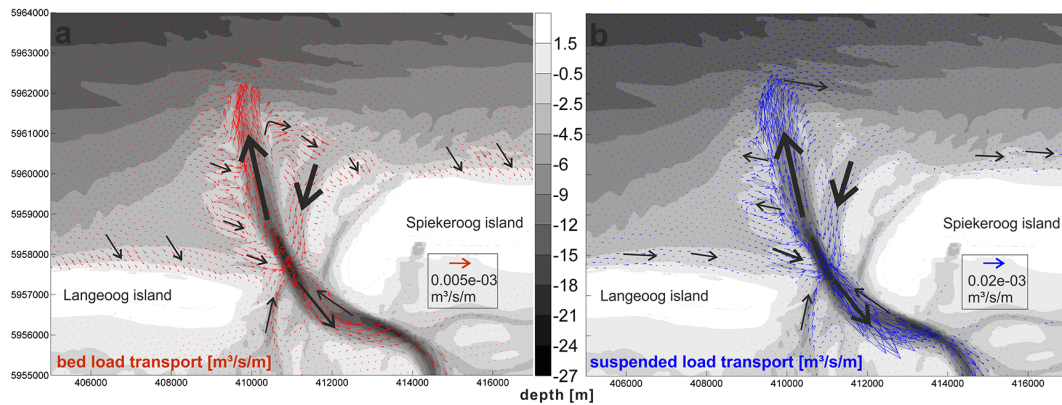 a
b
5964000
5963000
5962000
5961000
5960000
5959000
5958000
5957000
5956000
5955000
1.5
-0.5
-2.5
-4.5
-6
-9
-12
-15
-18
-21
-24
-27
Spiekeroog island
Spiekeroog island
Langeoog island
Langeoog island
0.005e-03
m³/s/m
0.02e-03
m³/s/m
bed load transport [m³/s/m]
suspended load transport [m³/s/m]
406000 408000 410000 412000 414000 416000
406000 408000 410000 412000 414000 416000
depth [m]